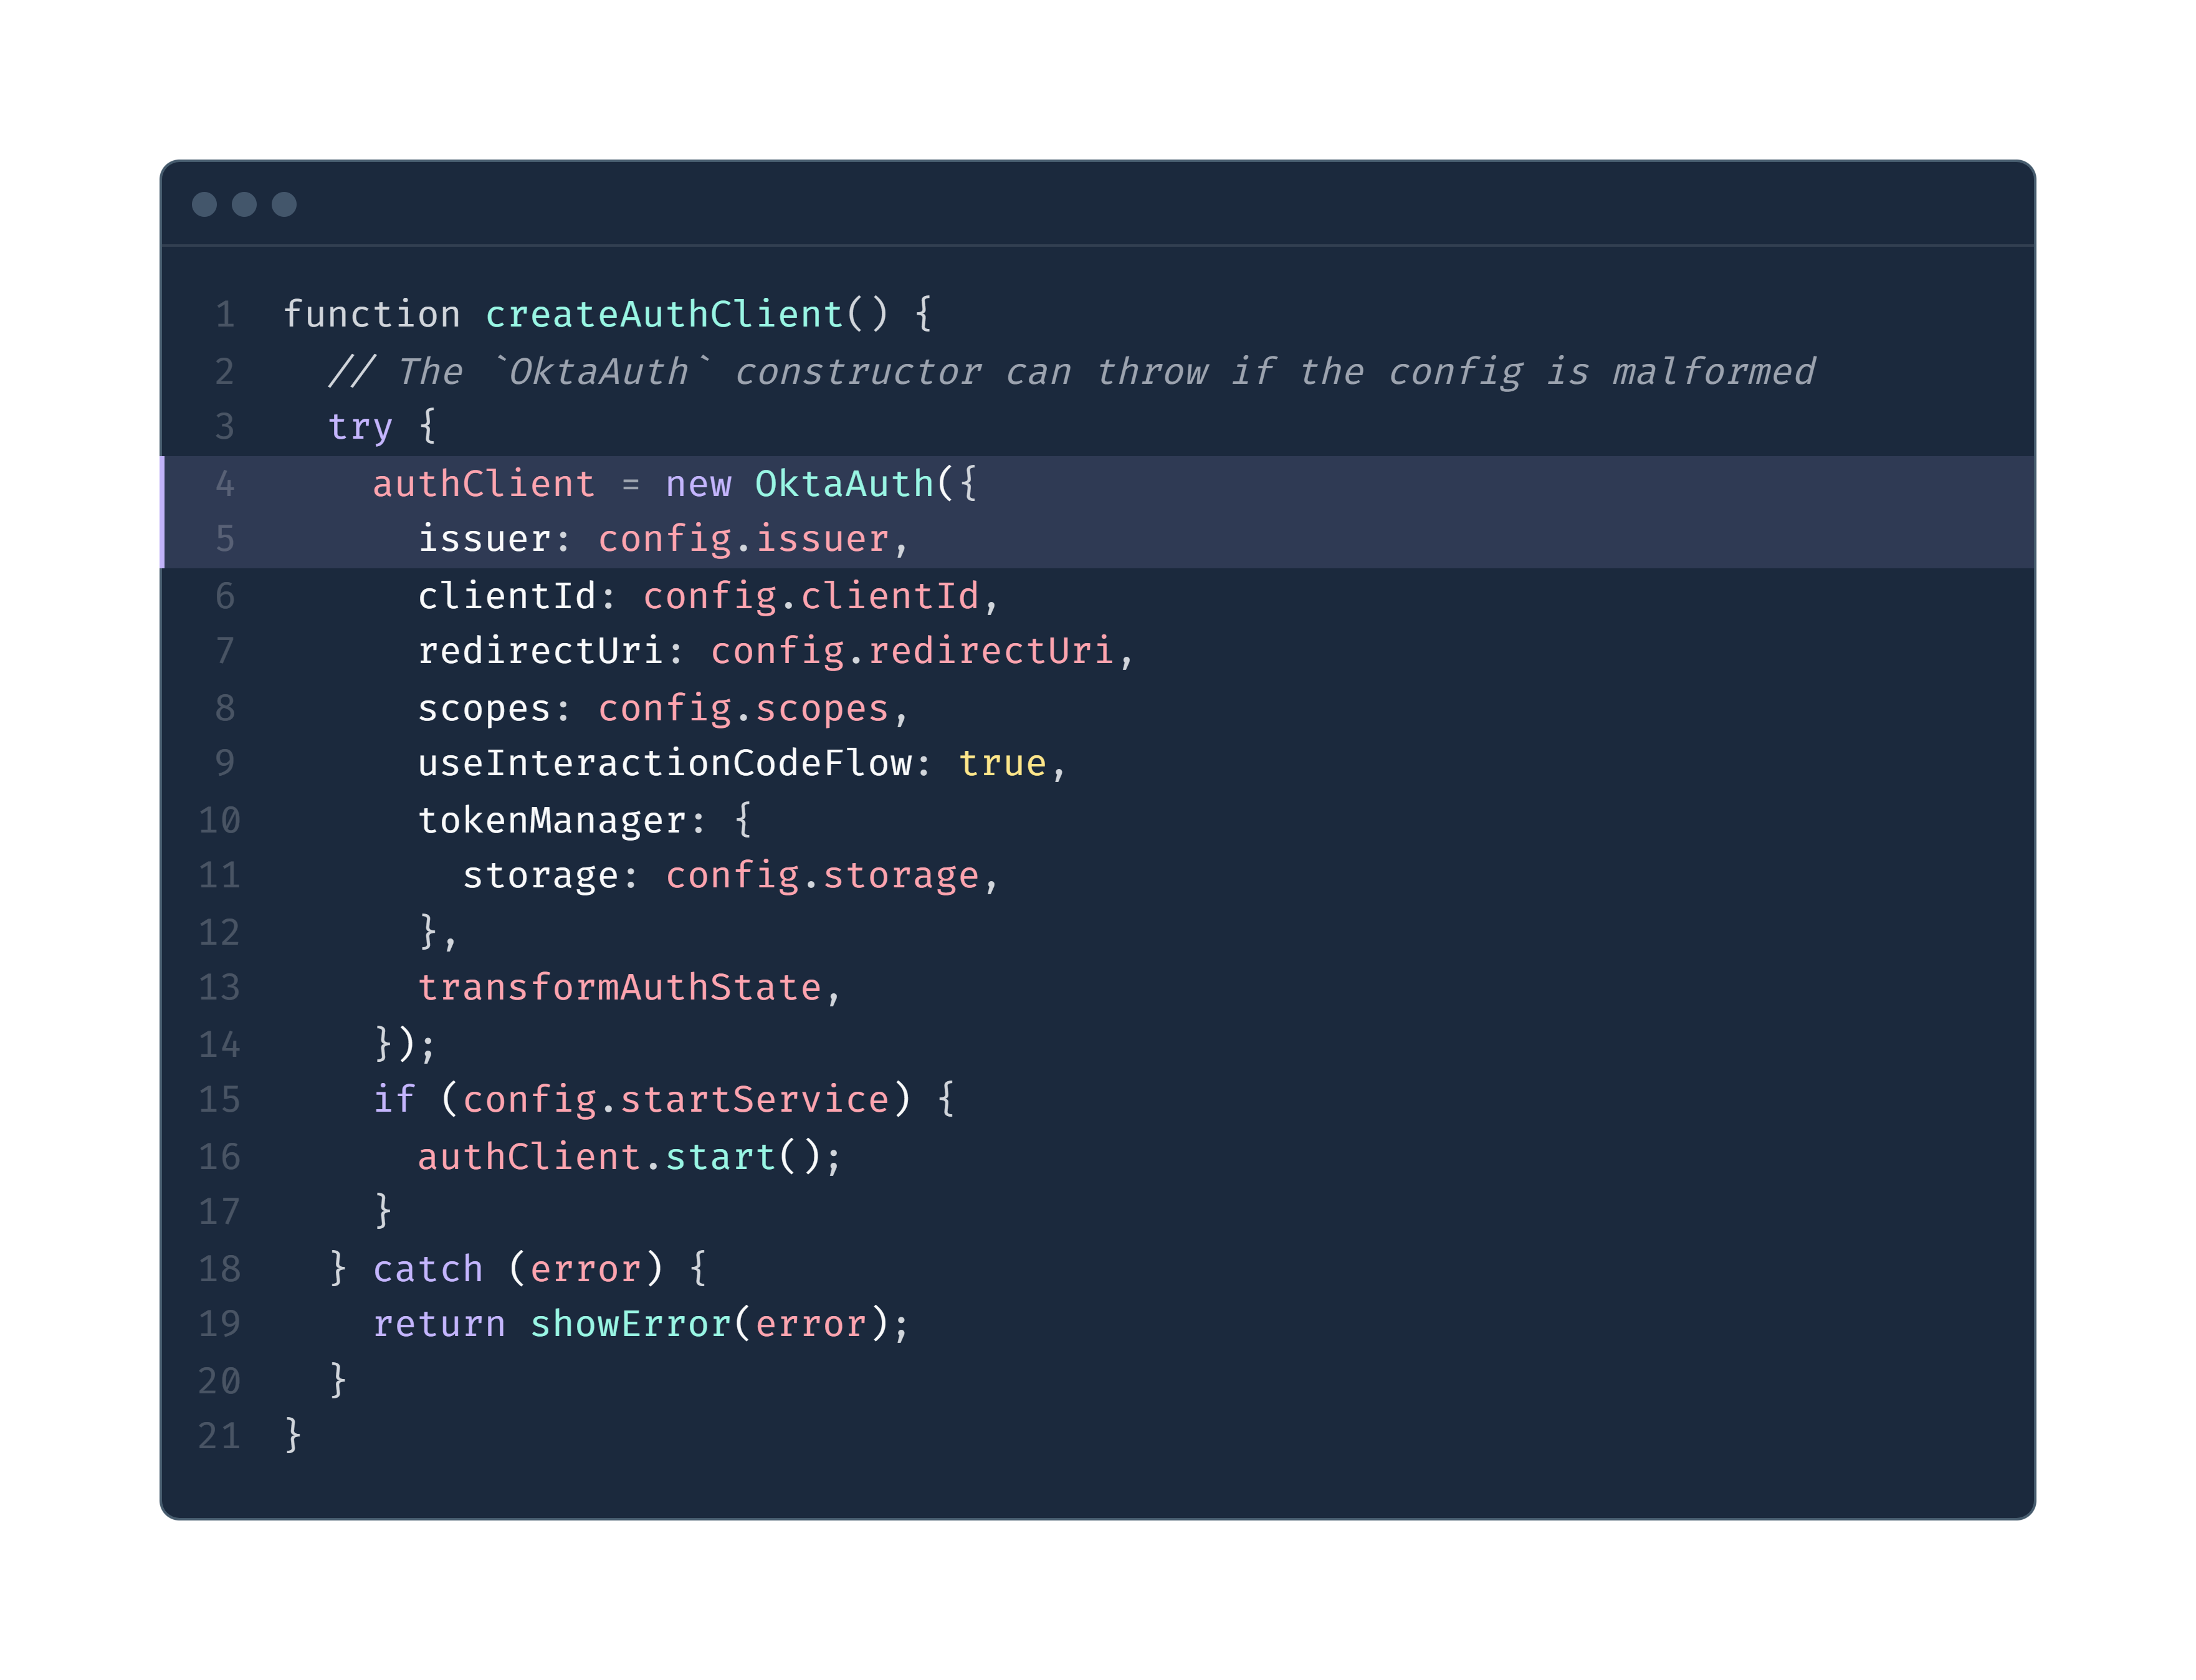 1 function createAuthClient() {
2 // The `OktaAuth` constructor can throw if the config is malformed
3 try {
4 authClient = new OktaAuth({
5 issuer: config.issuer,
6 clientId: config.clientId,
7 redirectUri: config.redirectUri,
8 scopes: config.scopes,
9 useInteractionCodeFlow: true,
10 tokenManager: {
11 storage: config.storage,
12 },
13 transformAuthState,
14 });
15 if (config.startService) {
16 authClient.start();
17 }
18 } catch (error) {
19 return showError(error);
20 }
21 }